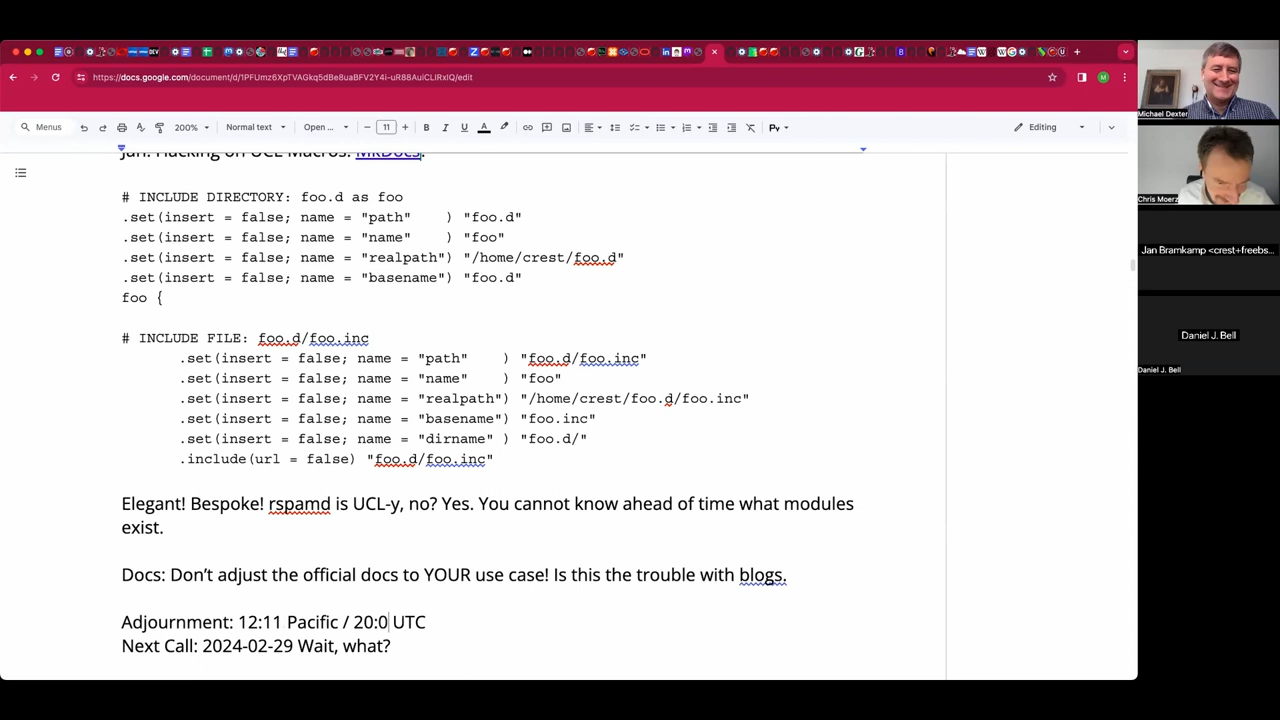 https://docs.google.com/document/d/1PFUmz6XpTVAGkq5dBe8uaBFV2Y4i-uR88AuiCLlRxIQ/edit
Menus 200% Normal text Open ... 11 Editing
Jan: Hacking on UCL Macros. MkDocs.
# INCLUDE DIRECTORY: foo.d as foo
.set(insert = false; name = "path"    ) "foo.d"
.set(insert = false; name = "name"    ) "foo"
.set(insert = false; name = "realpath") "/home/crest/foo.d"
.set(insert = false; name = "basename") "foo.d"
foo {
# INCLUDE FILE: foo.d/foo.inc
.set(insert = false; name = "path"    ) "foo.d/foo.inc"
.set(insert = false; name = "name"    ) "foo"
.set(insert = false; name = "realpath") "/home/crest/foo.d/foo.inc"
.set(insert = false; name = "basename") "foo.inc"
.set(insert = false; name = "dirname" ) "foo.d/"
.include(url = false) "foo.d/foo.inc"
Elegant! Bespoke! rspamd is UCL-y, no? Yes. You cannot know ahead of time what modules
exist.
Docs: Don't adjust the official docs to YOUR use case! Is this the trouble with blogs.
Adjournment: 12:11 Pacific / 20:0 UTC
Next Call: 2024-02-29 Wait, what?
Michael Dexter
Chris Moerz
Jan Bramkamp <crest+freebs...
Daniel J. Bell
Daniel J. Bell